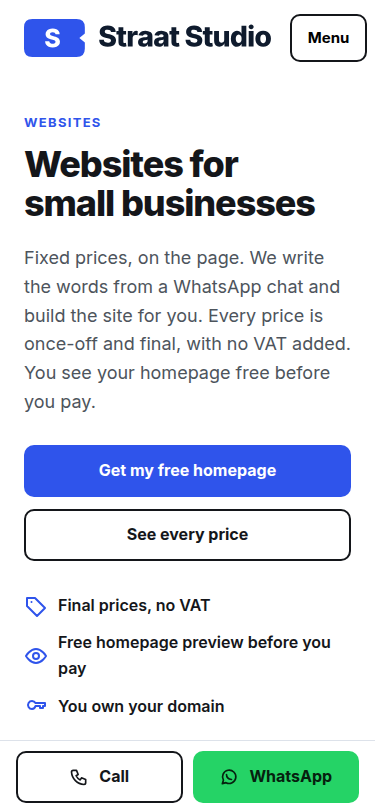 S Straat Studio Menu
WEBSITES
Websites for
small businesses
Fixed prices, on the page. We write
the words from a WhatsApp chat and
build the site for you. Every price is
once-off and final, with no VAT added.
You see your homepage free before
you pay.
Get my free homepage
See every price
Final prices, no VAT
Free homepage preview before you
pay
You own your domain
Call WhatsApp